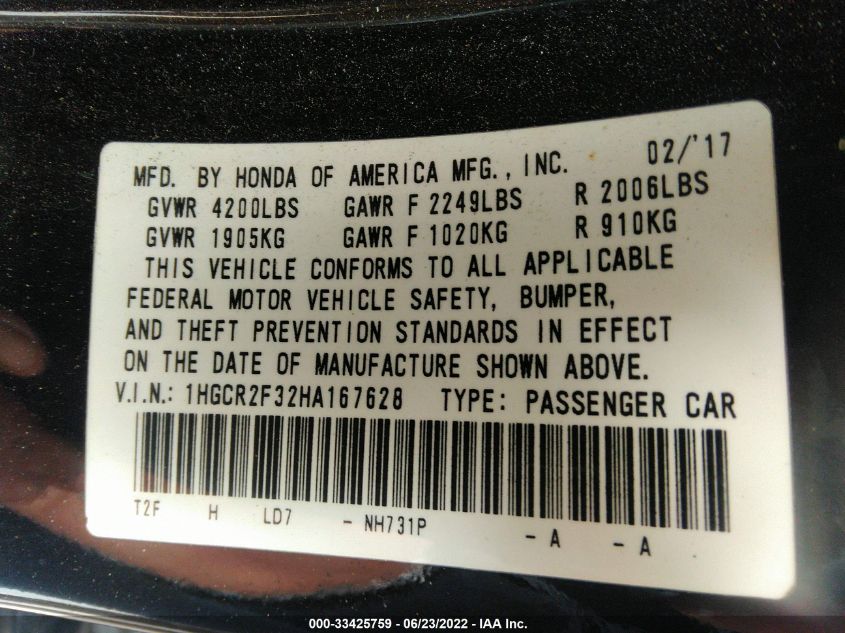 02/'17
MFD. BY HONDA OF AMERICA MFG., INC.
GVWR 4200LBS GAWR F 2249LBS R 2006LBS
GVWR 1905KG GAWR F 1020KG R 910KG
THIS VEHICLE CONFORMS TO ALL APPLICABLE
FEDERAL MOTOR VEHICLE SAFETY, BUMPER,
AND THEFT PREVENTION STANDARDS IN EFFECT
ON THE DATE OF MANUFACTURE SHOWN ABOVE.
V.I.N.: 1HGCR2F32HA167628 TYPE: PASSENGER CAR
T2F H LD7 - NH731P - A - A
000-33425759 - 06/23/2022 - IAA Inc.